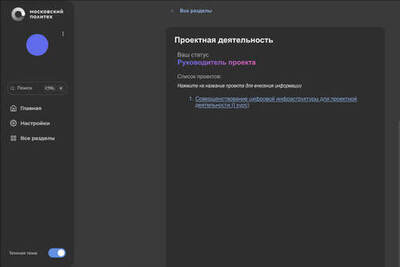 московский
политех
Все разделы
Проектная деятельность
Ваш статус
Руководитель проекта
Поиск CTRL K
Список проектов:
Нажмите на название проекта для внесения информации
Главная
1. Совершенствование цифровой инфраструктуры для проектной
деятельности (I курс)
Настройки
Все разделы
Темная тема